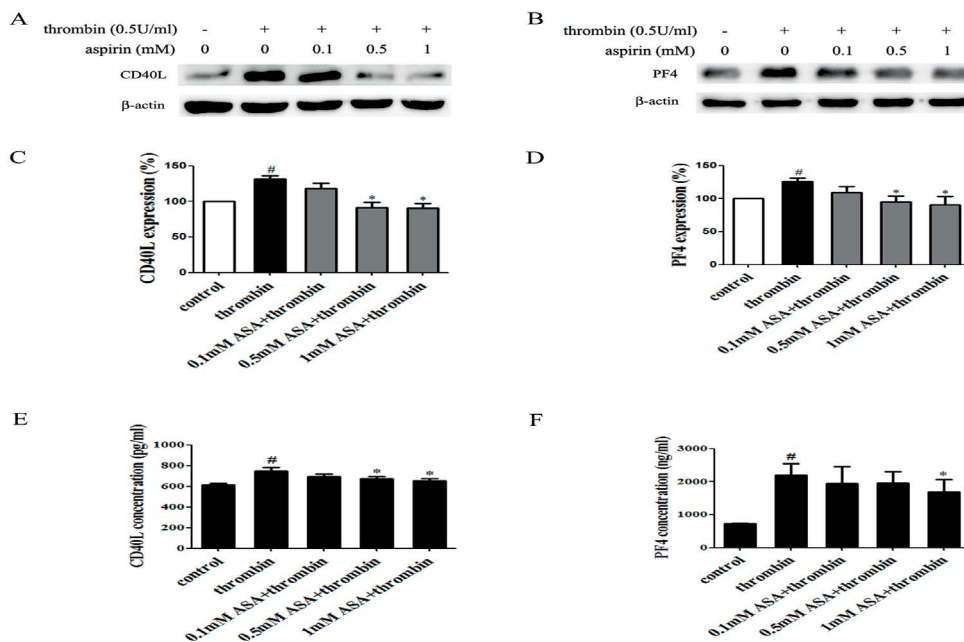 A
thrombin (0.5U/ml) - + + + +
aspirin (mM) 0 0 0.1 0.5 1
CD40L
β-actin
B
thrombin (0.5U/ml) - + + + +
aspirin (mM) 0 0 0.1 0.5 1
PF4
β-actin
C
CD40L expression (%)
150
100
50
0
#
*
*
control
thrombin
0.1mM ASA+thrombin
0.5mM ASA+thrombin
1mM ASA+thrombin
D
PF4 expression (%)
150
100
50
0
#
*
*
control
thrombin
0.1mM ASA+thrombin
0.5mM ASA+thrombin
1mM ASA+thrombin
E
CD40L concentration (pg/ml)
1000
800
600
400
200
0
#
*
*
control
thrombin
0.1mM ASA+thrombin
0.5mM ASA+thrombin
1mM ASA+thrombin
F
PF4 concentration (ng/ml)
3000
2000
1000
0
#
*
control
thrombin
0.1mM ASA+thrombin
0.5mM ASA+thrombin
1mM ASA+thrombin